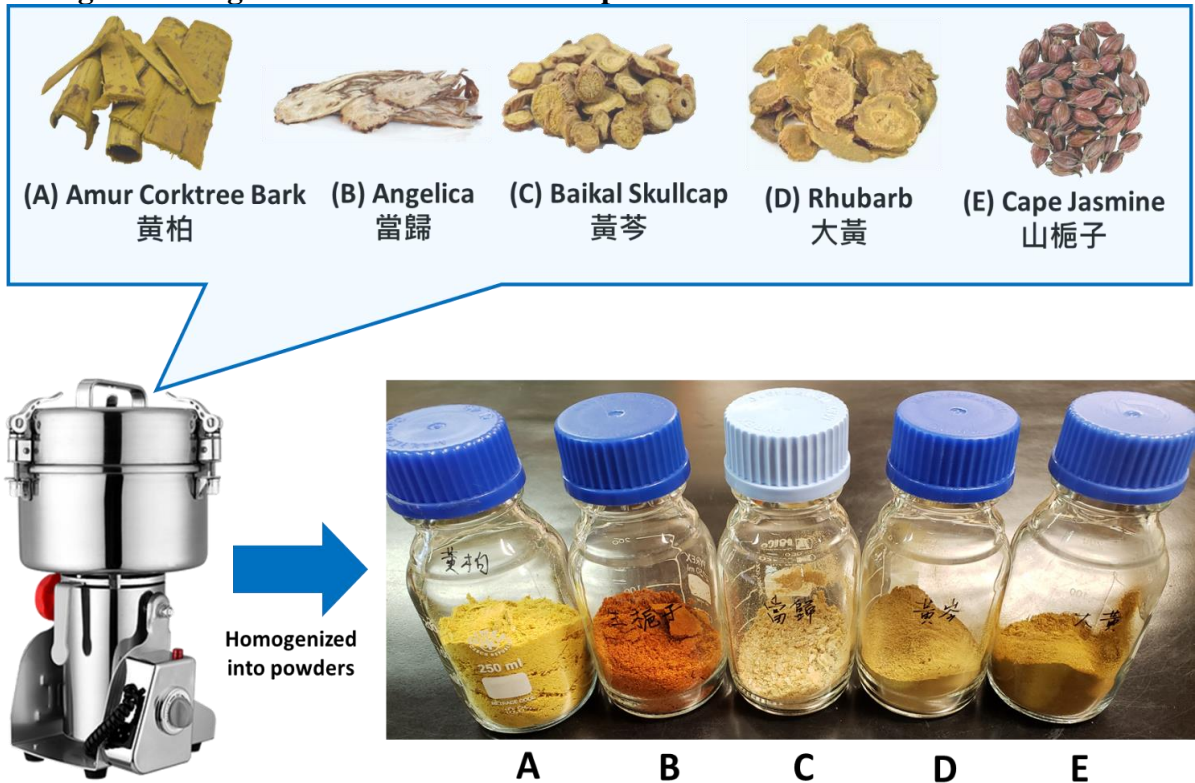 (A) Amur Corktree Bark
黄柏
(B) Angelica
當歸
(C) Baikal Skullcap
黃芩
(D) Rhubarb
大黃
(E) Cape Jasmine
山梔子
Homogenized
into powders
黃柏
山梔子
當歸
黃芩
大黃
250 ml
A B C D E